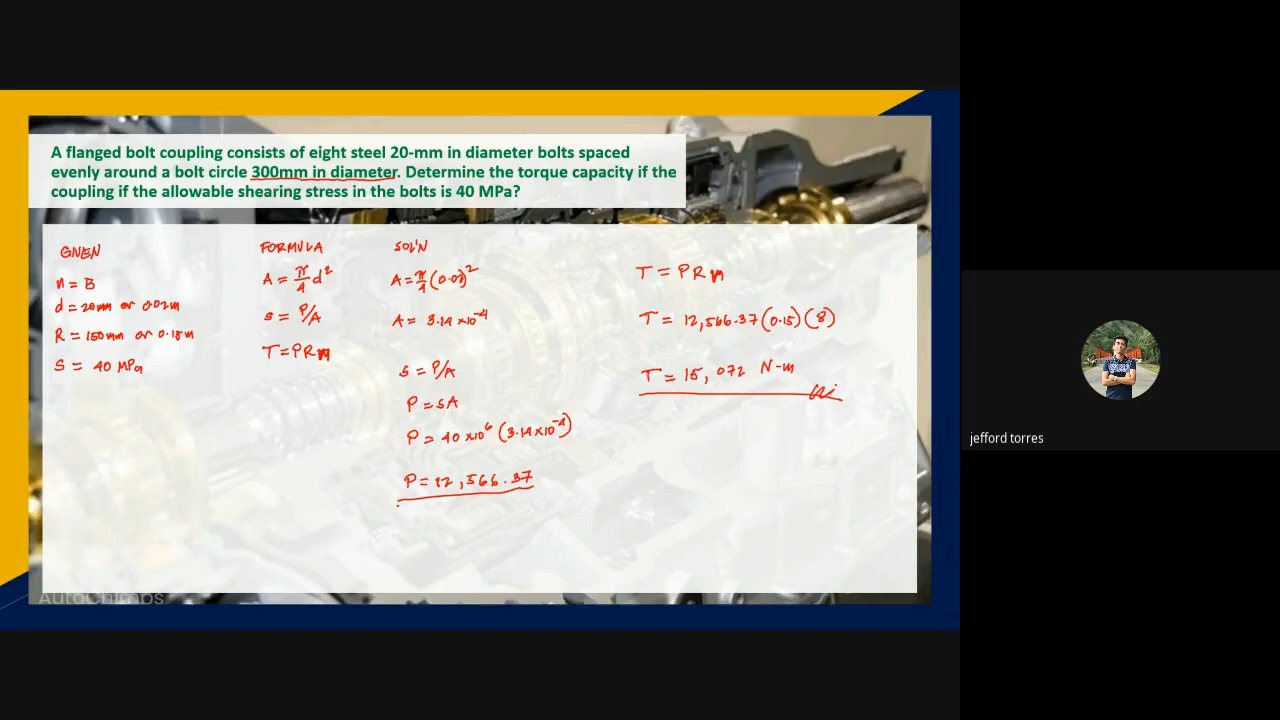 A flanged bolt coupling consists of eight steel 20-mm in diameter bolts spaced
evenly around a bolt circle 300mm in diameter. Determine the torque capacity if the
coupling if the allowable shearing stress in the bolts is 40 MPa?
GIVEN
n = 8
d = 20mm or 0.02m
R = 150mm or 0.15m
S = 40 MPa
FORMULA
A = π/4 d²
s = P/A
T = PRn
SOL'N
A = π/4 (0.02)²
A = 3.14 x10⁻⁴
s = P/A
P = sA
P = 40 x10⁶ (3.14x10⁻⁴)
P = 12,566.37
T = PRn
T = 12,566.37(0.15)(8)
T = 15,072 N-m
AutoChimps
jefford torres